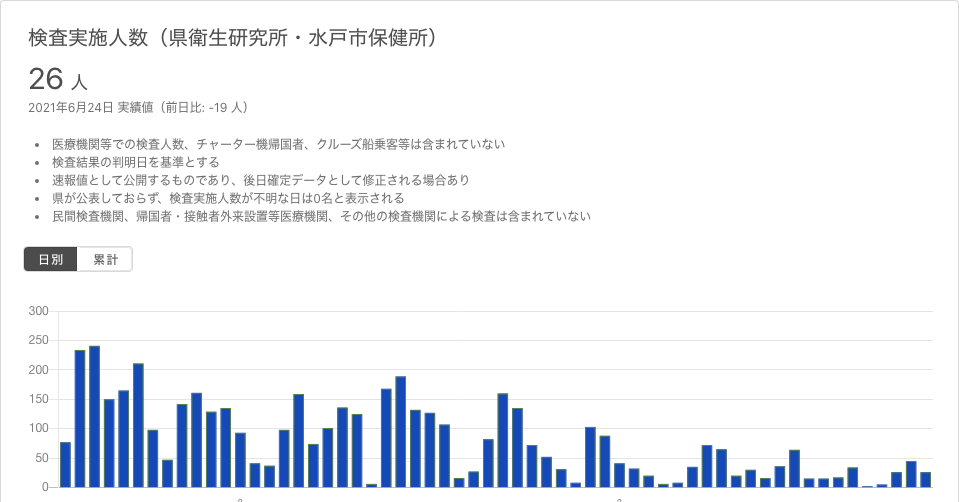 検査実施人数（県衛生研究所・水戸市保健所）
26 人
2021年6月24日 実績値（前日比: -19 人）
• 医療機関等での検査人数、チャーター機帰国者、クルーズ船乗客等は含まれていない
• 検査結果の判明日を基準とする
• 速報値として公開するものであり、後日確定データとして修正される場合あり
• 県が公表しておらず、検査実施人数が不明な日は0名と表示される
• 民間検査機関、帰国者・接触者外来設置等医療機関、その他の検査機関による検査は含まれていない
日別 累計
300
250
200
150
100
50
0